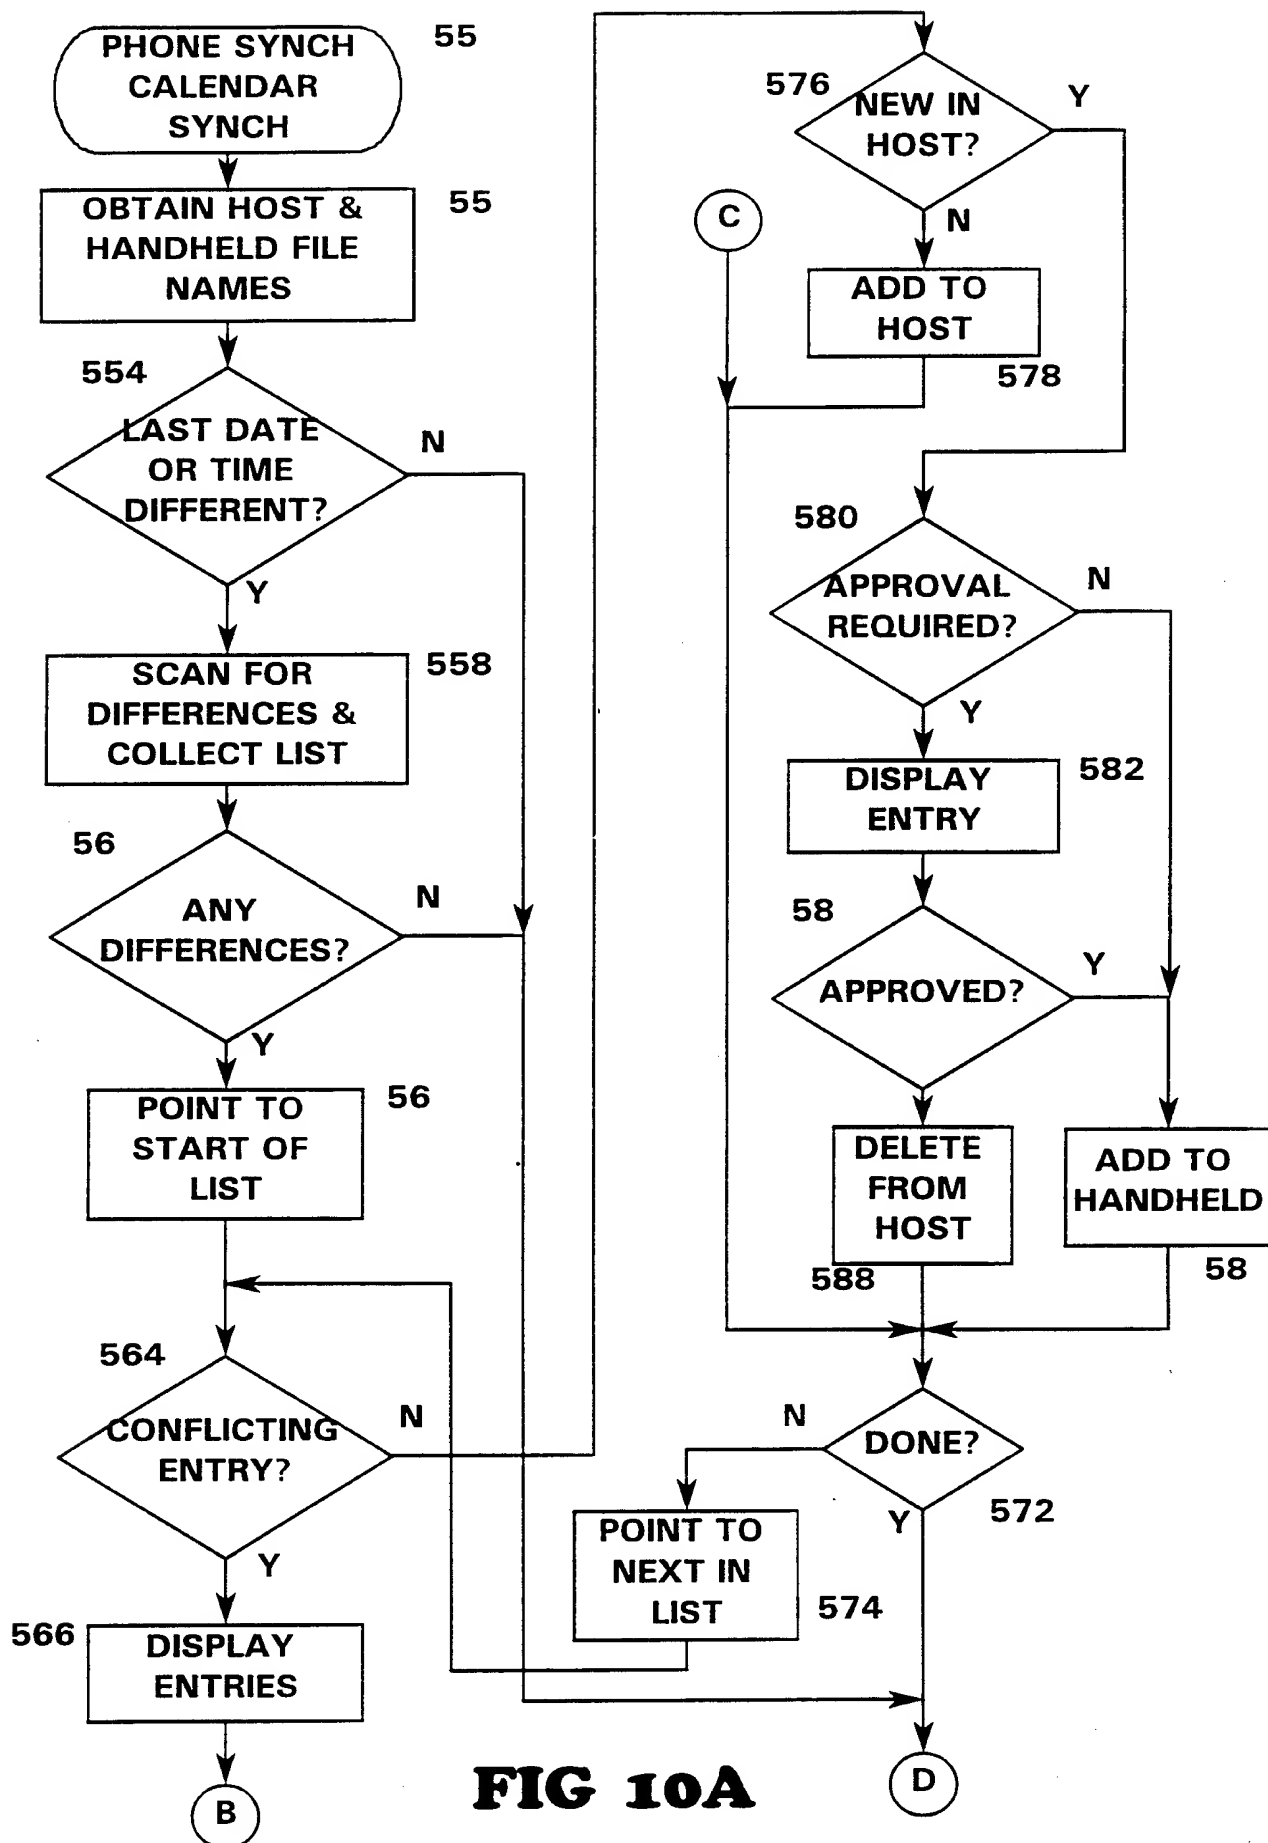 PHONE SYNCH
CALENDAR
SYNCH
55
OBTAIN HOST &
HANDHELD FILE
NAMES
55
554
LAST DATE
OR TIME
DIFFERENT?
N
Y
SCAN FOR
DIFFERENCES &
COLLECT LIST
558
56
ANY
DIFFERENCES?
N
Y
POINT TO
START OF
LIST
56
564
CONFLICTING
ENTRY?
N
Y
566
DISPLAY
ENTRIES
B
576
NEW IN
HOST?
Y
N
C
ADD TO
HOST
578
580
APPROVAL
REQUIRED?
N
Y
DISPLAY
ENTRY
582
58
APPROVED?
Y
DELETE
FROM
HOST
588
ADD TO
HANDHELD
58
DONE?
N
Y
572
POINT TO
NEXT IN
LIST
574
D
FIG 10A